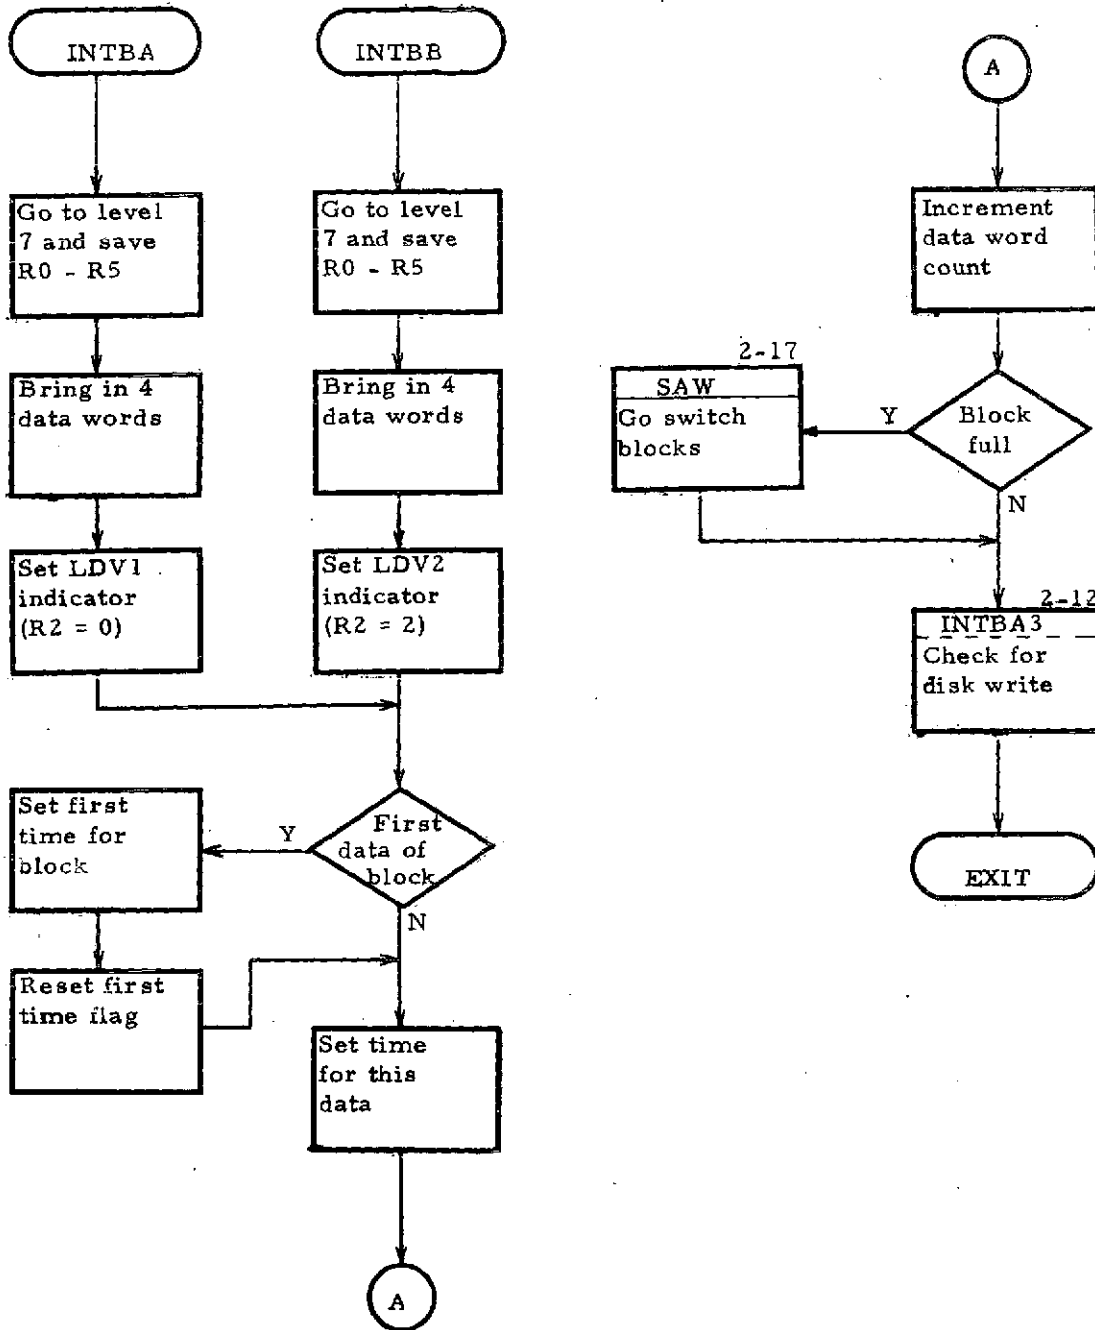 INTBA
Go to level
7 and save
R0 - R5
Bring in 4
data words
Set LDV1
indicator
(R2 = 0)
INTBB
Go to level
7 and save
R0 - R5
Bring in 4
data words
Set LDV2
indicator
(R2 = 2)
First
data of
block
Y
N
Set first
time for
block
Reset first
time flag
Set time
for this
data
A
A
Increment
data word
count
Block
full
Y
N
2-17
SAW
Go switch
blocks
2-12
INTBA3
Check for
disk write
EXIT